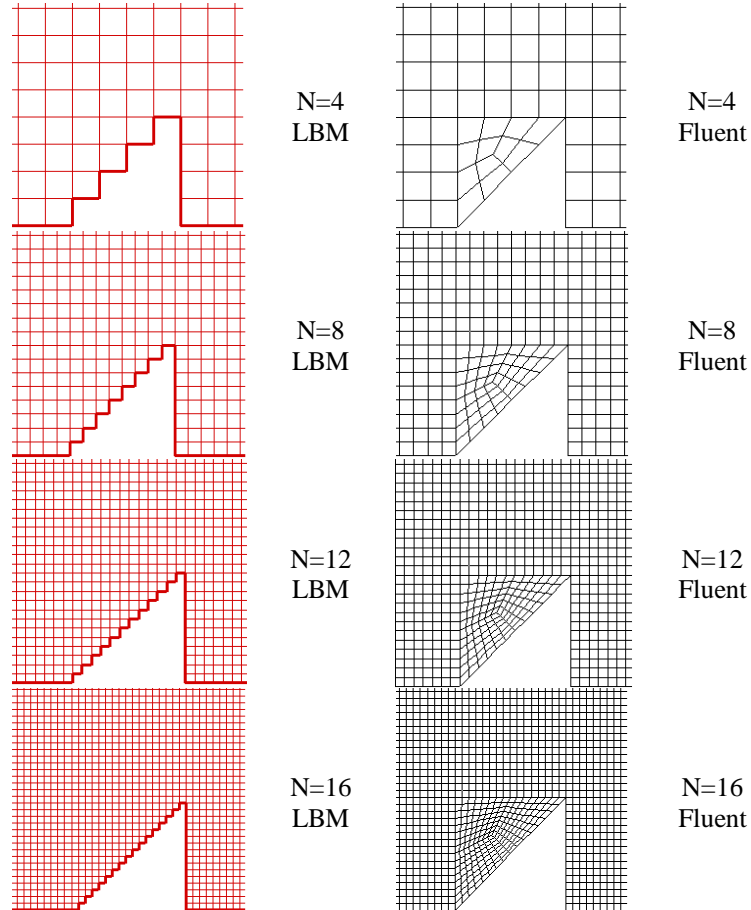 N=4
LBM
N=4
Fluent
N=8
LBM
N=8
Fluent
N=12
LBM
N=12
Fluent
N=16
LBM
N=16
Fluent